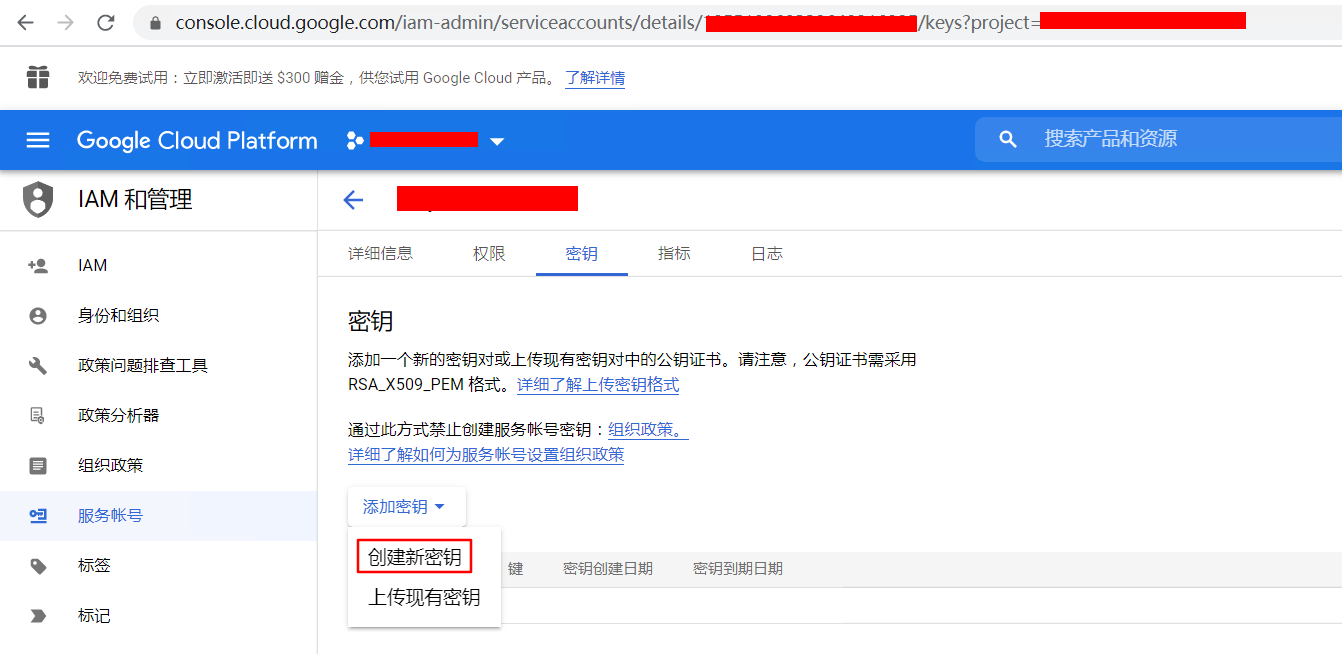 console.cloud.google.com/iam-admin/serviceaccounts/details/ /keys?project=
欢迎免费试用：立即激活即送 $300 赠金，供您试用 Google Cloud 产品。 了解详情
Google Cloud Platform
搜索产品和资源
IAM 和管理
详细信息 权限 密钥 指标 日志
IAM
身份和组织
政策问题排查工具
政策分析器
组织政策
服务帐号
标签
标记
密钥
添加一个新的密钥对或上传现有密钥对中的公钥证书。请注意，公钥证书需采用
RSA_X509_PEM 格式。详细了解上传密钥格式
通过此方式禁止创建服务帐号密钥：组织政策。
详细了解如何为服务帐号设置组织政策
添加密钥
创建新密钥
上传现有密钥
键 密钥创建日期 密钥到期日期